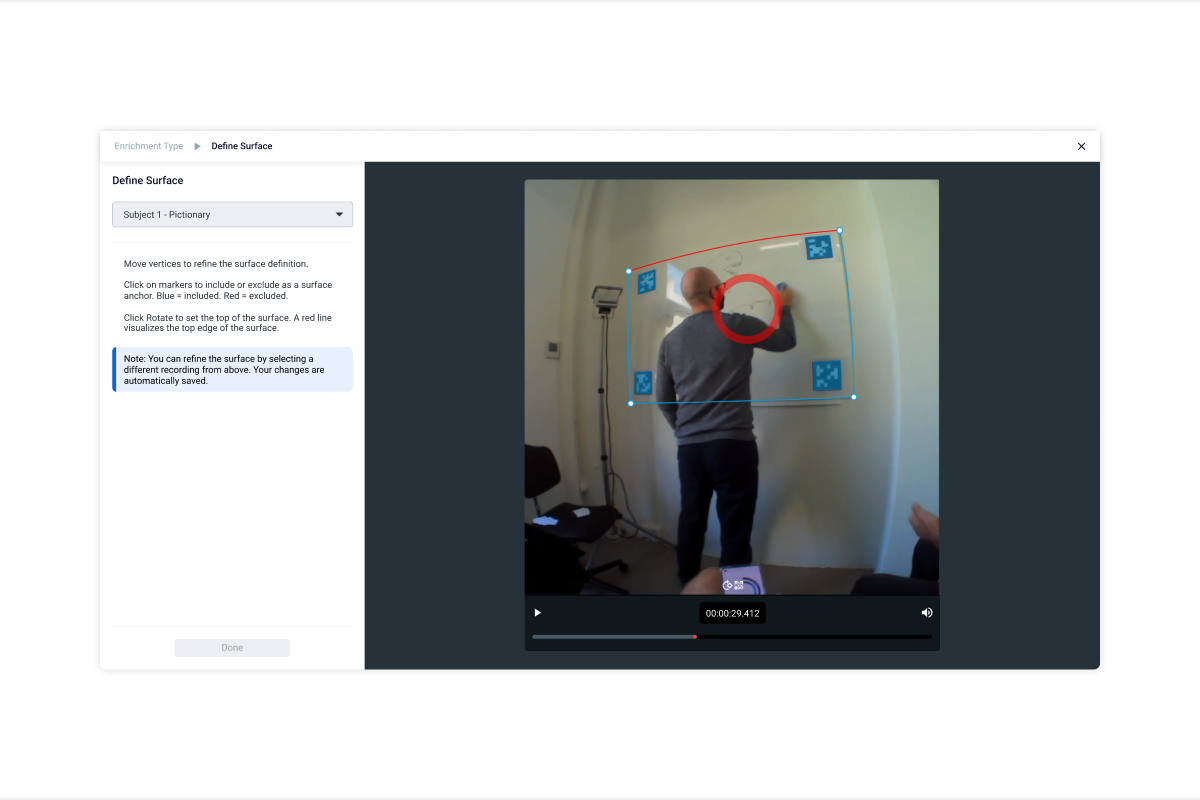 Enrichment Type
Define Surface
Define Surface
Subject 1 - Pictionary
Move vertices to refine the surface definition.
Click on markers to include or exclude as a surface
anchor. Blue = included. Red = excluded.
Click Rotate to set the top of the surface. A red line
visualizes the top edge of the surface.
Note: You can refine the surface by selecting a
different recording from above. Your changes are
automatically saved.
Done
00:00:29.412